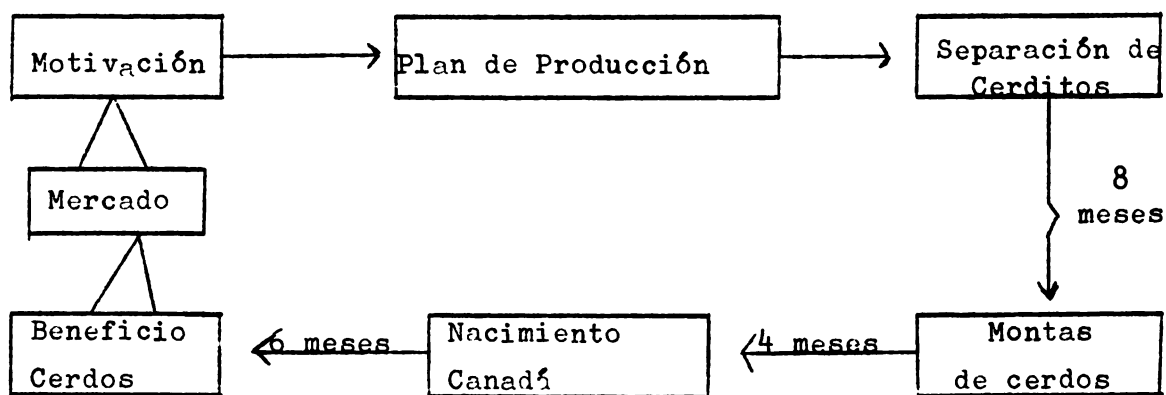 Motivación
Plan de Producción
Separación de
Cerditos
Mercado
8
meses
Beneficio
Cerdos
6 meses
Nacimiento
Canadá
4 meses
Montas
de cerdos